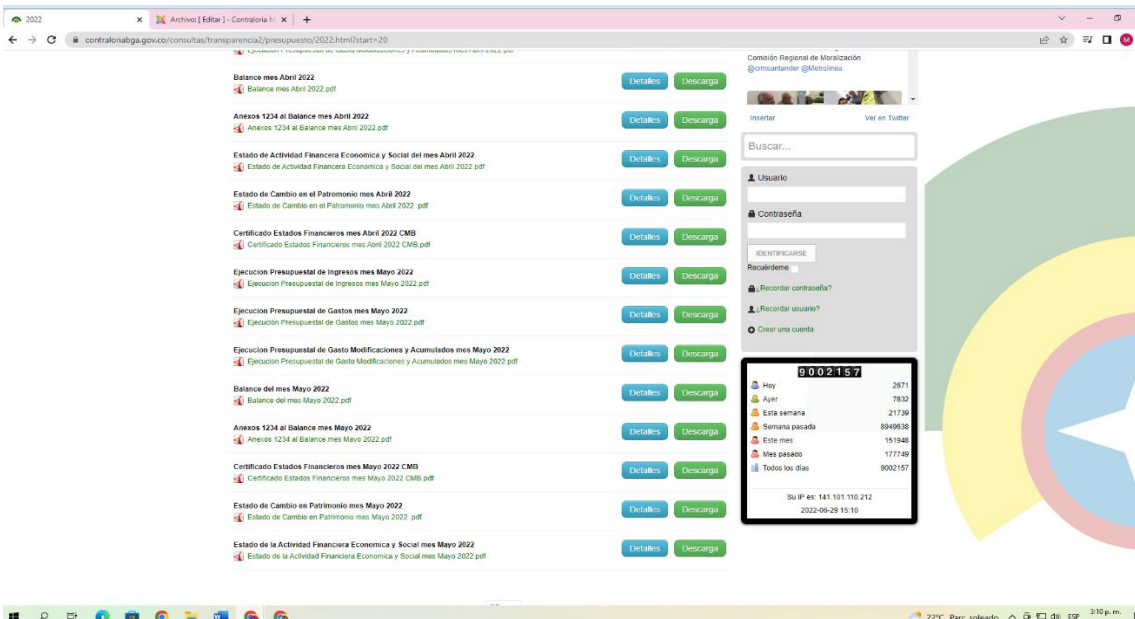 2022
Archivos [ Editar ] - Contraloria M
contraloriabga.gov.co/consultas/transparencia2/presupuesto/2022.html?start=20
M
Balance mes Abril 2022
Balance mes Abril 2022.pdf
Detalles Descarga
Anexos 1234 al Balance mes Abril 2022
Anexos 1234 al Balance mes Abril 2022.pdf
Detalles Descarga
Estado de Actividad Financera Economica y Social del mes Abril 2022
Estado de Actividad Financera Economica y Social del mes Abril 2022.pdf
Detalles Descarga
Estado de Cambio en el Patromonio mes Abril 2022
Estado de Cambio en el Patromonio mes Abril 2022 .pdf
Detalles Descarga
Certificado Estados Financieros mes Abril 2022 CMB
Certificado Estados Financieros mes Abril 2022 CMB.pdf
Detalles Descarga
Ejecucion Presupuestal de Ingresos mes Mayo 2022
Ejecucion Presupuestal de Ingresos mes Mayo 2022.pdf
Detalles Descarga
Ejecucion Presupuestal de Gastos mes Mayo 2022
Ejecucion Presupuestal de Gastos mes Mayo 2022.pdf
Detalles Descarga
Ejecucion Presupuestal de Gasto Modificaciones y Acumulados mes Mayo 2022
Ejecucion Presupuestal de Gasto Modificaciones y Acumulados mes Mayo 2022.pdf
Detalles Descarga
Balance del mes Mayo 2022
Balance del mes Mayo 2022.pdf
Detalles Descarga
Anexos 1234 al Balance mes Mayo 2022
Anexos 1234 al Balance mes Mayo 2022.pdf
Detalles Descarga
Certificado Estados Financieros mes Mayo 2022 CMB
Certificado Estados Financieros mes Mayo 2022 CMB.pdf
Detalles Descarga
Estado de Cambio en Patrimonio mes Mayo 2022
Estado de Cambio en Patrimonio mes Mayo 2022 .pdf
Detalles Descarga
Estado de la Actividad Financiera Economica y Social mes Mayo 2022
Estado de la Actividad Financiera Economica y Social mes Mayo 2022.pdf
Detalles Descarga
Comisión Regional de Moralización
@crmsantander @Metrolinea
Insertar Ver en Twitter
Buscar...
Usuario
Contraseña
IDENTIFICARSE
Recuérdeme
¿Recordar contraseña?
¿Recordar usuario?
Crear una cuenta
9002157
Hoy 2671
Ayer 7832
Esta semana 21739
Semana pasada 8949638
Este mes 151948
Mes pasado 177749
Todos los días 9002157
Su IP es: 141.101.110.212
2022-06-29 15:10
22°C Parc. soleado ESP 3:10 p. m.